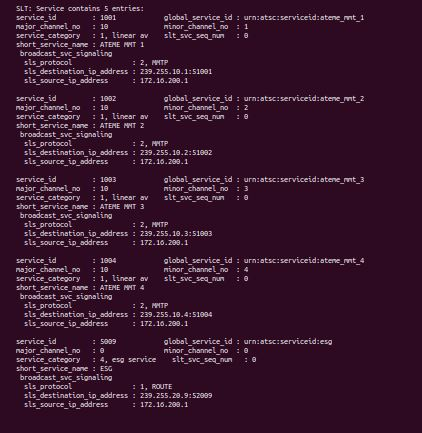 SLT: Service contains 5 entries:
service_id : 1001 global_service_id : urn:atsc:serviceid:ateme_mmt_1
major_channel_no : 10 minor_channel_no : 1
service_category : 1, linear av slt_svc_seq_num : 0
short_service_name : ATEME MMT 1
broadcast_svc_signaling
sls_protocol : 2, MMTP
sls_destination_ip_address : 239.255.10.1:51001
sls_source_ip_address : 172.16.200.1

service_id : 1002 global_service_id : urn:atsc:serviceid:ateme_mmt_2
major_channel_no : 10 minor_channel_no : 2
service_category : 1, linear av slt_svc_seq_num : 0
short_service_name : ATEME MMT 2
broadcast_svc_signaling
sls_protocol : 2, MMTP
sls_destination_ip_address : 239.255.10.2:51002
sls_source_ip_address : 172.16.200.1

service_id : 1003 global_service_id : urn:atsc:serviceid:ateme_mmt_3
major_channel_no : 10 minor_channel_no : 3
service_category : 1, linear av slt_svc_seq_num : 0
short_service_name : ATEME MMT 3
broadcast_svc_signaling
sls_protocol : 2, MMTP
sls_destination_ip_address : 239.255.10.3:51003
sls_source_ip_address : 172.16.200.1

service_id : 1004 global_service_id : urn:atsc:serviceid:ateme_mmt_4
major_channel_no : 10 minor_channel_no : 4
service_category : 1, linear av slt_svc_seq_num : 0
short_service_name : ATEME MMT 4
broadcast_svc_signaling
sls_protocol : 2, MMTP
sls_destination_ip_address : 239.255.10.4:51004
sls_source_ip_address : 172.16.200.1

service_id : 5009 global_service_id : urn:atsc:serviceid:esg
major_channel_no : 0 minor_channel_no : 0
service_category : 4, esg service slt_svc_seq_num : 0
short_service_name : ESG
broadcast_svc_signaling
sls_protocol : 1, ROUTE
sls_destination_ip_address : 239.255.20.9:52009
sls_source_ip_address : 172.16.200.1